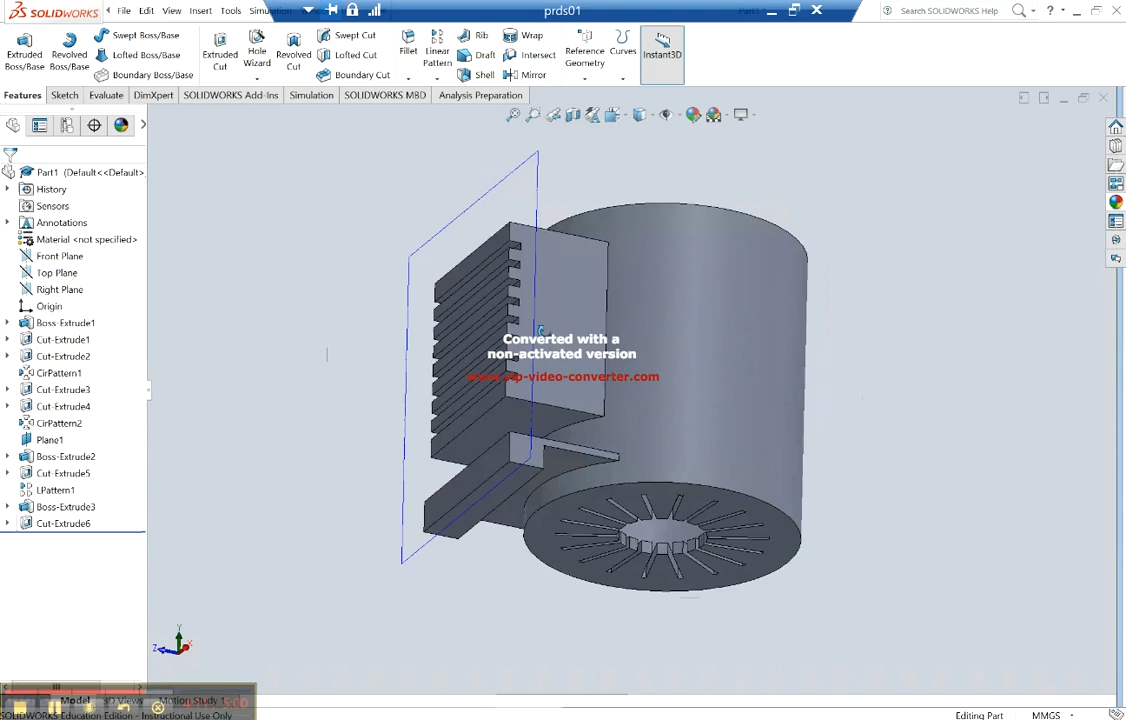 SOLIDWORKS
File Edit View Insert Tools
prds01
Search SOLIDWORKS Help
Extruded Boss/Base
Revolved Boss/Base
Swept Boss/Base
Lofted Boss/Base
Boundary Boss/Base
Extruded Cut
Hole Wizard
Revolved Cut
Swept Cut
Lofted Cut
Boundary Cut
Fillet
Linear Pattern
Rib
Draft
Shell
Wrap
Intersect
Mirror
Reference Geometry
Curves
Instant3D
Features Sketch Evaluate DimXpert SOLIDWORKS Add-Ins Simulation SOLIDWORKS MBD Analysis Preparation
Part1 (Default<<Default>
History
Sensors
Annotations
Material <not specified>
Front Plane
Top Plane
Right Plane
Origin
Boss-Extrude1
Cut-Extrude1
Cut-Extrude2
CirPattern1
Cut-Extrude3
Cut-Extrude4
CirPattern2
Plane1
Boss-Extrude2
Cut-Extrude5
LPattern1
Boss-Extrude3
Cut-Extrude6
Converted with a
non-activated version
www.vip-video-converter.com
Y
Z
X
Model 3D Views Motion Study 1
SOLIDWORKS Education Edition - Instructional Use Only
Editing Part MMGS